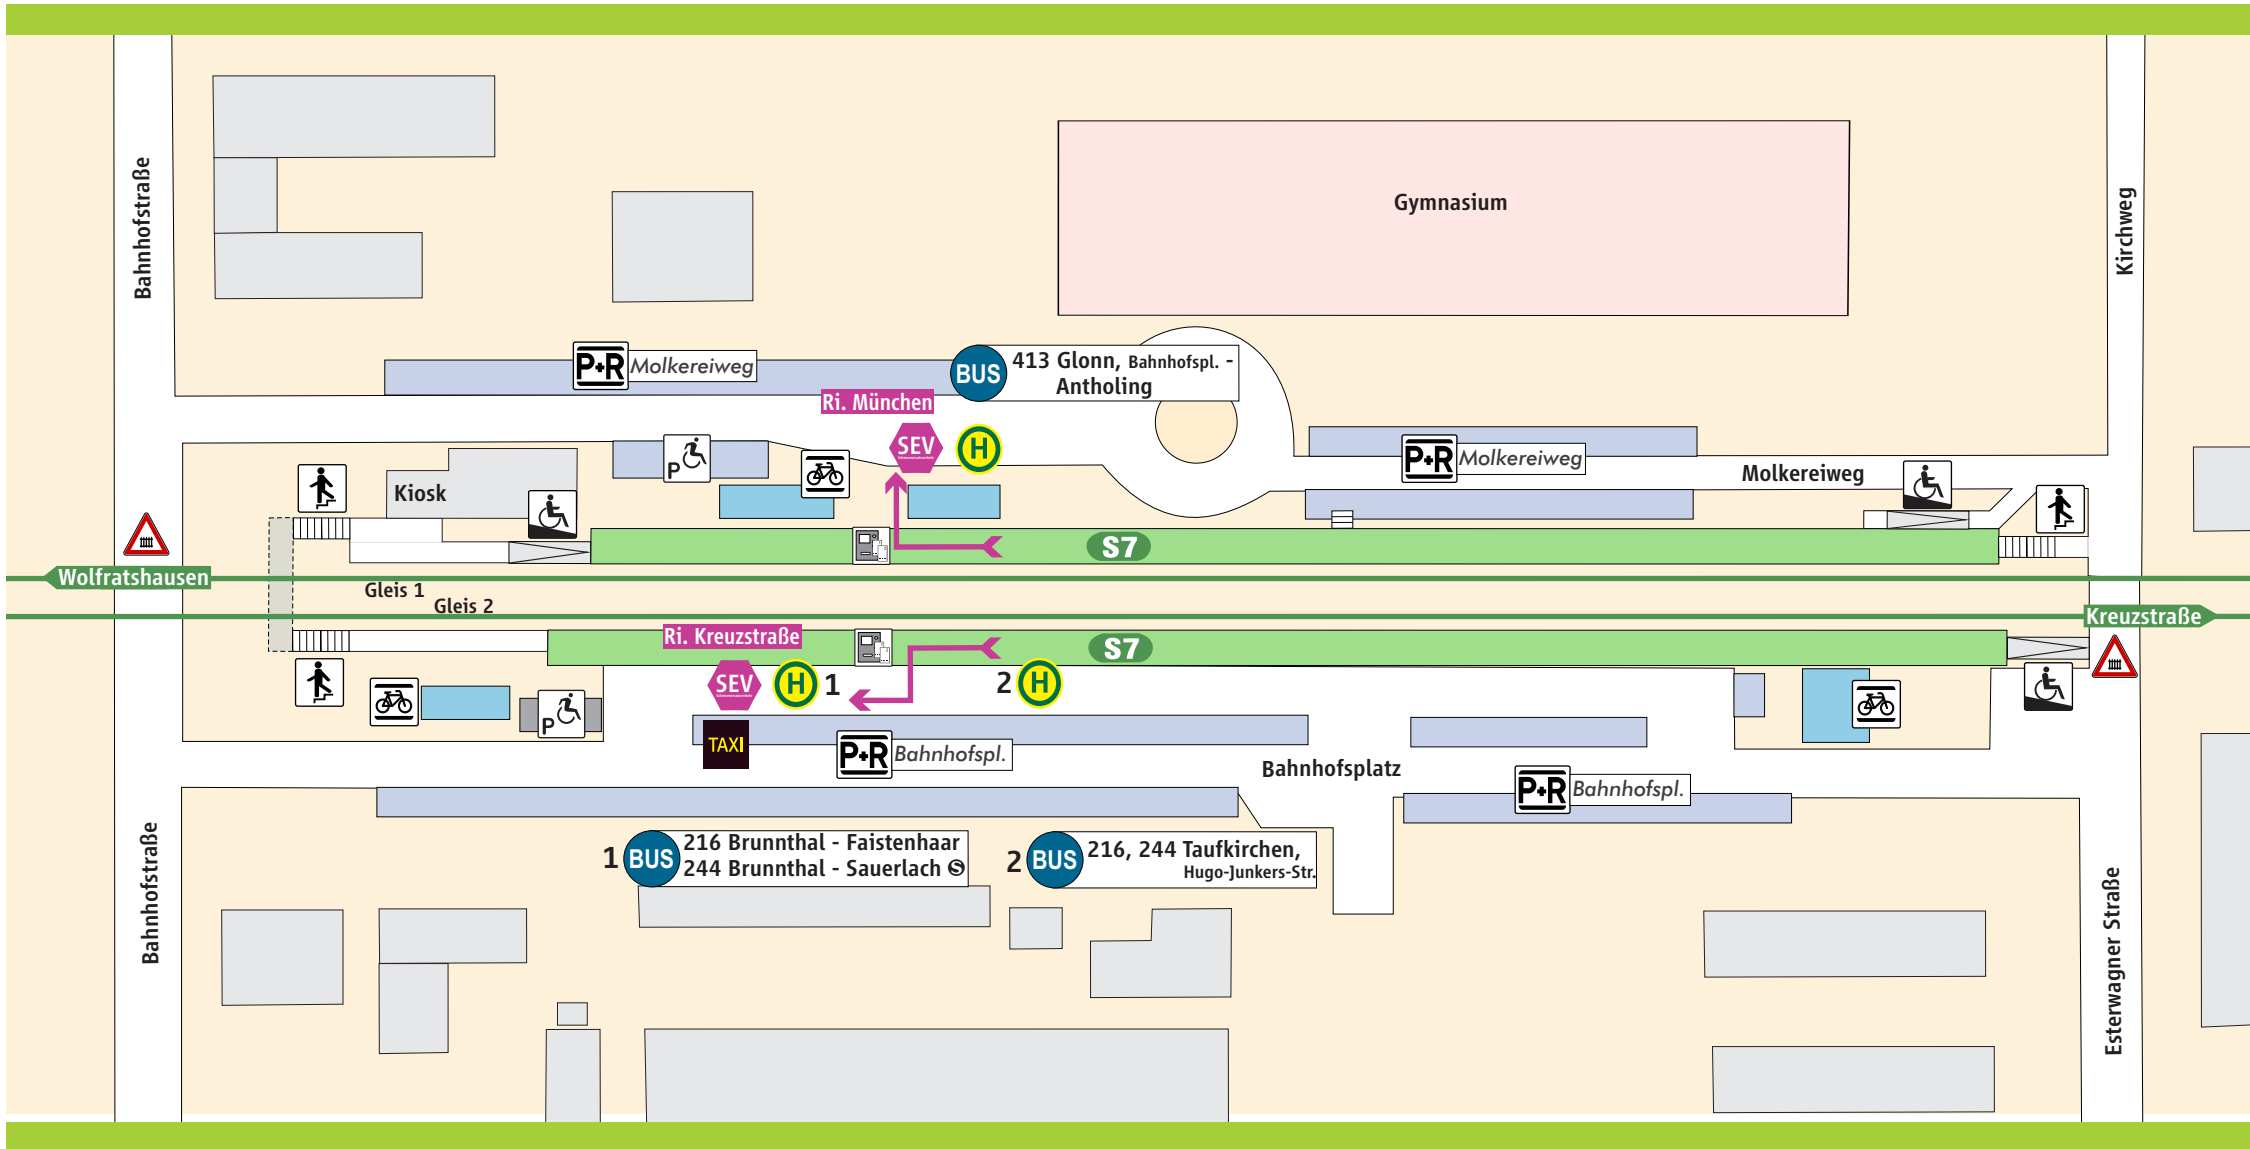 Bahnhofstraße
Gymnasium
Kirchweg
P+R Molkereiweg
BUS 413 Glonn, Bahnhofspl. -
Antholing
Ri. München
SEV
H
P
P+R Molkereiweg
Molkereiweg
Kiosk
S7
Wolfratshausen
Gleis 1
Gleis 2
Kreuzstraße
Ri. Kreuzstraße
S7
SEV
H 1
2 H
P
TAXI
P+R Bahnhofspl.
Bahnhofsplatz
P+R Bahnhofspl.
Bahnhofstraße
1 BUS 216 Brunnthal - Faistenhaar
244 Brunnthal - Sauerlach S
2 BUS 216, 244 Taufkirchen,
Hugo-Junkers-Str.
Esterwagner Straße